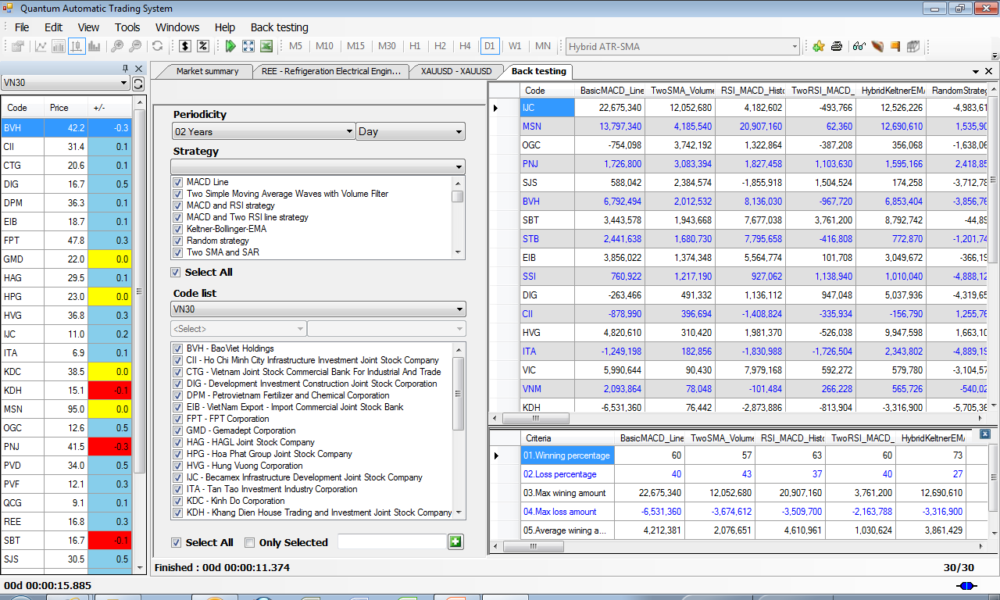 Quantum Automatic Trading System
File Edit View Tools Windows Help Back testing
$ % M5 M10 M15 M30 H1 H2 H4 D1 W1 MN Hybrid ATR-SMA
VN30
Code Price +/-
BVH 42.2 -0.3
CII 31.4 0.1
CTG 20.6 0.1
DIG 16.7 0.5
DPM 36.3 0.1
EIB 18.7 0.1
FPT 47.8 0.3
GMD 22.0 0.0
HAG 29.5 0.1
HPG 23.0 0.0
HVG 36.8 0.3
IJC 11.0 0.2
ITA 6.9 0.1
KDC 38.5 0.0
KDH 15.1 -0.1
MSN 95.0 0.0
OGC 12.6 0.5
PNJ 41.5 -0.3
PVD 34.0 0.5
PVF 12.1 0.3
QCG 9.1 0.1
REE 16.8 0.3
SBT 16.7 -0.1
SJS 30.5 0.5
Market summary REE - Refrigeration Electrical Engin... XAUUSD - XAUUSD Back testing
Periodicity
02 Years Day
Strategy
MACD Line
Two Simple Moving Average Waves with Volume Filter
MACD and RSI strategy
MACD and Two RSI line strategy
Keltner-Bollinger-EMA
Random strategy
Two SMA and SAR
Select All
Code list
VN30
<Select>
BVH - BaoViet Holdings
CII - Ho Chi Minh City Infrastructure Investment Joint Stock Company
CTG - Vietnam Joint Stock Commercial Bank For Industrial And Trade
DIG - Development Investment Construction Joint Stock Corporation
DPM - Petrovietnam Fertilizer and Chemical Corporation
EIB - VietNam Export - Import Commercial Joint Stock Bank
FPT - FPT Corporation
GMD - Gemadept Corporation
HAG - HAGL Joint Stock Company
HPG - Hoa Phat Group Joint Stock Company
HVG - Hung Vuong Corporation
IJC - Becamex Infrastructure Development Joint Stock Company
ITA - Tan Tao Investment Industry Corporation
KDC - Kinh Do Corporation
KDH - Khang Dien House Trading and Investment Joint Stock Company
Select All Only Selected
Code BasicMACD_Line TwoSMA_Volume RSI_MACD_Histo TwoRSI_MACD_ HybridKeltnerEMA RandomStrateg
IJC 22,675,340 12,052,680 4,182,602 -493,766 12,526,226 -4,983,61
MSN 13,797,340 4,185,540 20,907,160 62,360 12,690,610 1,535,90
OGC -754,098 3,742,192 1,322,864 -387,208 356,068 -1,638,06
PNJ 1,726,800 3,083,394 1,827,458 1,103,630 1,595,166 2,418,85
SJS 588,042 2,384,574 -1,855,918 1,504,524 174,258 -3,712,78
BVH 6,792,494 2,012,532 8,136,030 -967,720 6,853,404 -3,856,76
SBT 3,443,578 1,943,668 7,677,038 3,761,200 8,792,742 -44,89
STB 2,441,638 1,680,730 7,795,658 -416,808 772,870 -1,201,74
EIB 3,856,022 1,374,348 5,564,774 101,708 3,049,672 -366,19
SSI 760,922 1,217,190 927,062 1,138,940 1,010,040 -4,888,12
DIG -263,466 491,332 1,136,112 947,048 5,037,936 -4,319,65
CII -878,990 396,694 -1,408,824 -335,934 -156,790 1,255,76
HVG 4,820,610 310,420 1,981,370 -526,038 9,947,598 1,663,10
ITA -1,249,198 182,856 -1,830,936 -1,726,504 2,343,802 -4,889,19
VIC 5,990,644 90,430 7,979,168 592,272 579,780 -3,104,57
VNM 2,093,864 78,048 -101,484 266,228 565,726 -540,02
KDH -6,531,360 76,442 -2,873,886 -813,904 -3,316,900 -5,705,36
Criteria BasicMACD_Line TwoSMA_Volume RSI_MACD_Histo TwoRSI_MACD_ HybridKeltnerEMA
01.Winning percentage 60 57 63 60 73
02.Loss percentage 40 43 37 40 27
03.Max wining amount 22,675,340 12,052,680 20,907,160 3,761,200 12,690,610
04.Max loss amount -6,531,360 -3,674,612 -3,509,700 -2,163,788 -3,316,900
05.Average wining a... 4,212,381 2,076,651 4,610,961 1,030,624 3,861,429
Finished : 00d 00:00:11.374 30/30
00d 00:00:15.885